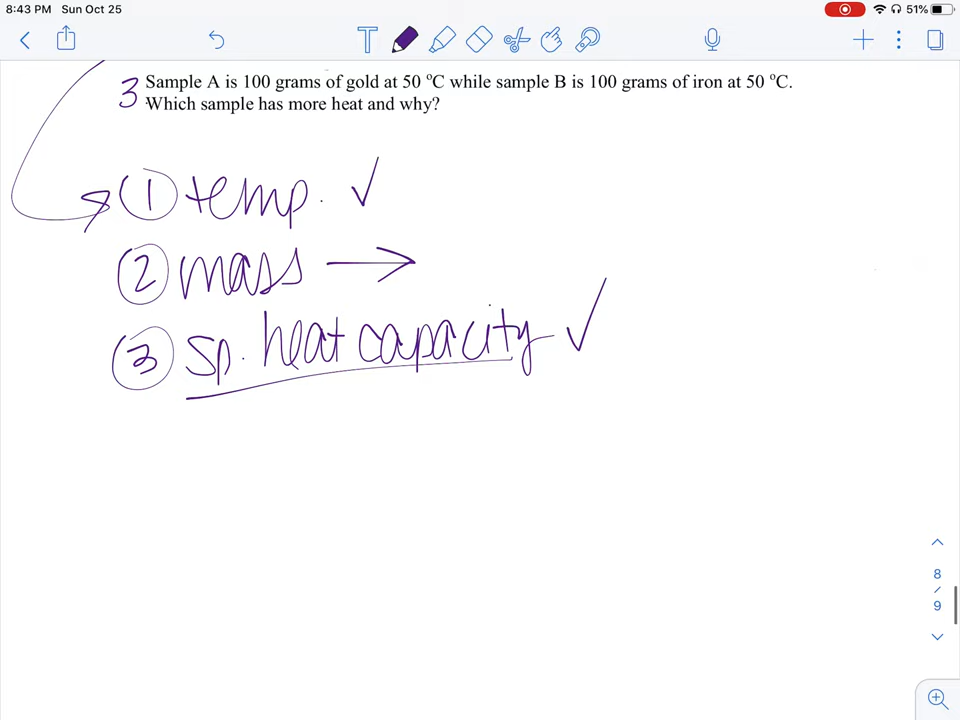 8:43 PM Sun Oct 25
51%
T
3 Sample A is 100 grams of gold at 50 °C while sample B is 100 grams of iron at 50 °C.
Which sample has more heat and why?
① temp. ✓
② mass →
③ sp. heat capacity ✓
8
/
9